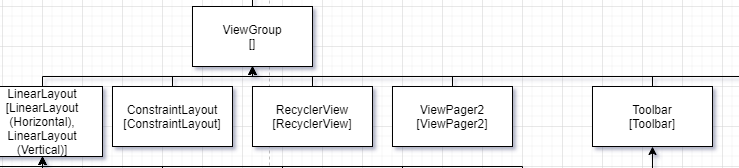 ViewGroup
[]
LinearLayout
[LinearLayout
(Horizontal),
LinearLayout
(Vertical)]
ConstraintLayout
[ConstraintLayout]
RecyclerView
[RecyclerView]
ViewPager2
[ViewPager2]
Toolbar
[Toolbar]